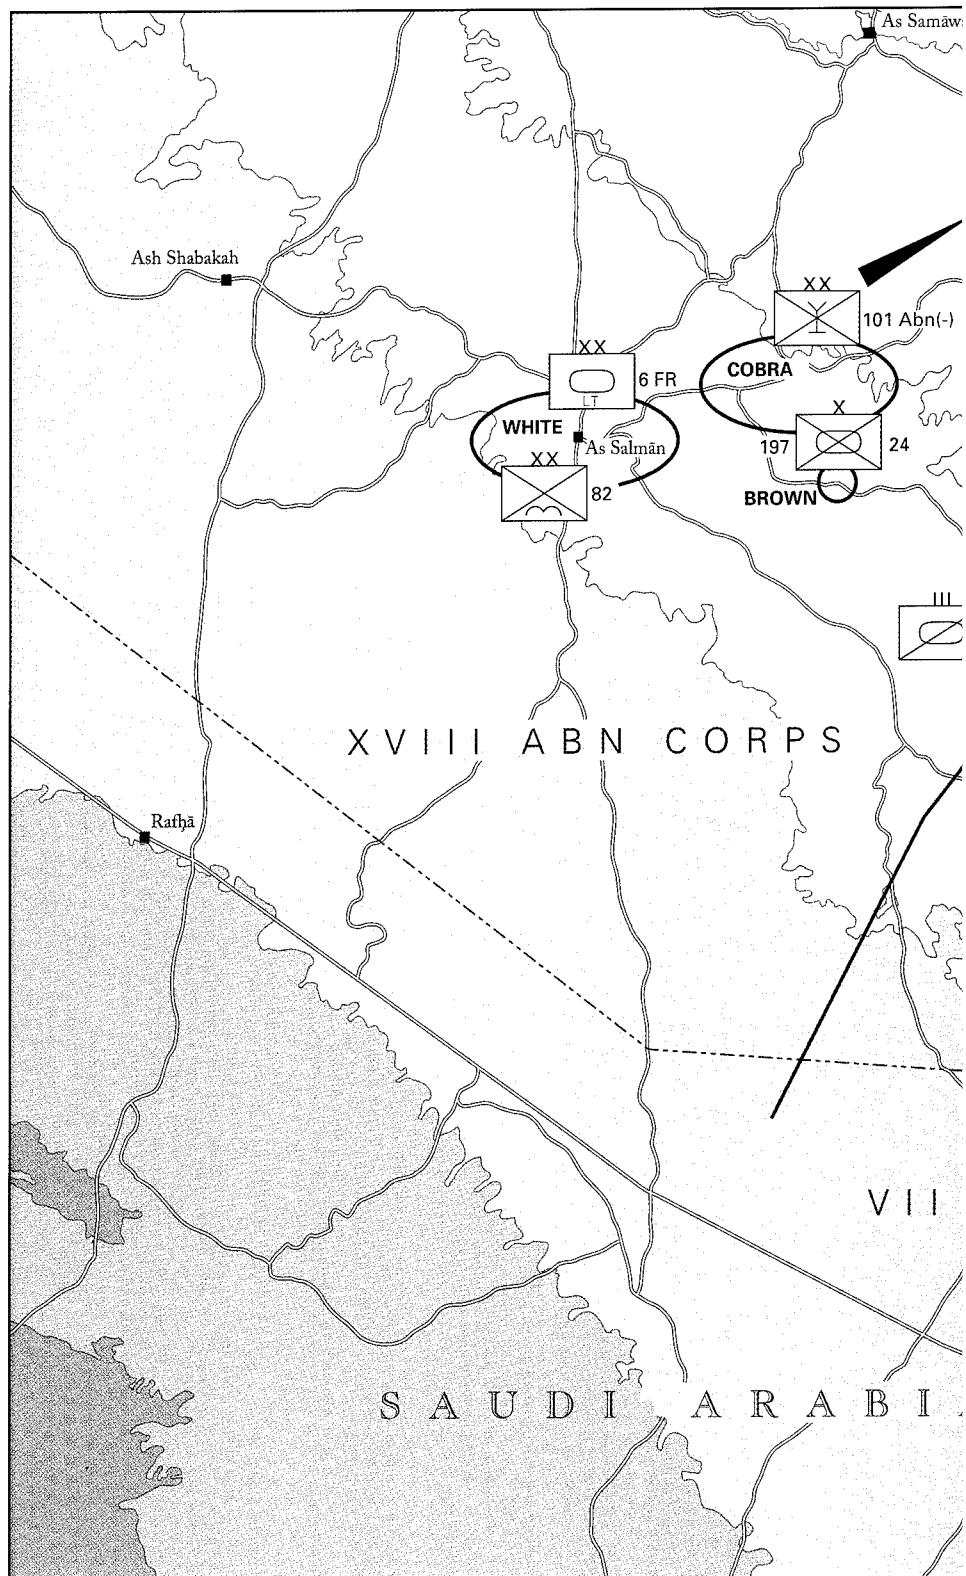 As Samāw
Ash Shabakah
XX
101 Abn(-)
XX
6 FR
LT
COBRA
WHITE
As Salmān
X
197
24
XX
82
BROWN
III
XVIII ABN CORPS
Rafḥā
VII
SAUDI ARABI